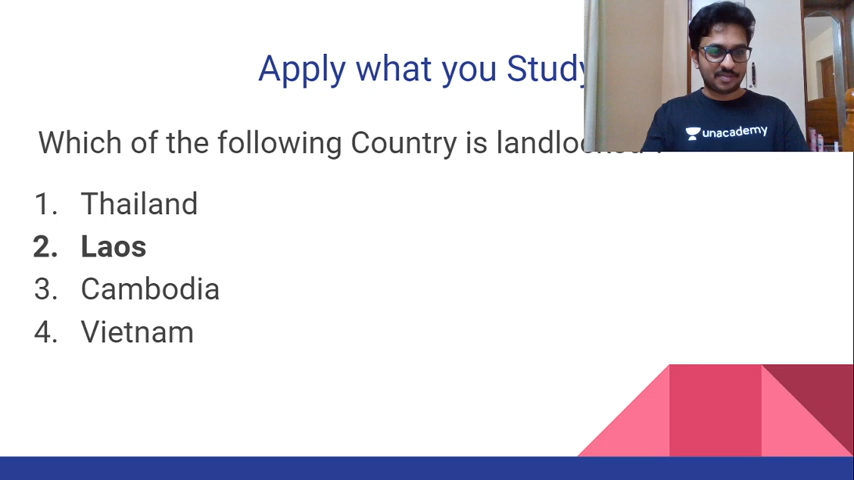 Apply what you Study
Which of the following Country is
1. Thailand
2. Laos
3. Cambodia
4. Vietnam
unacademy